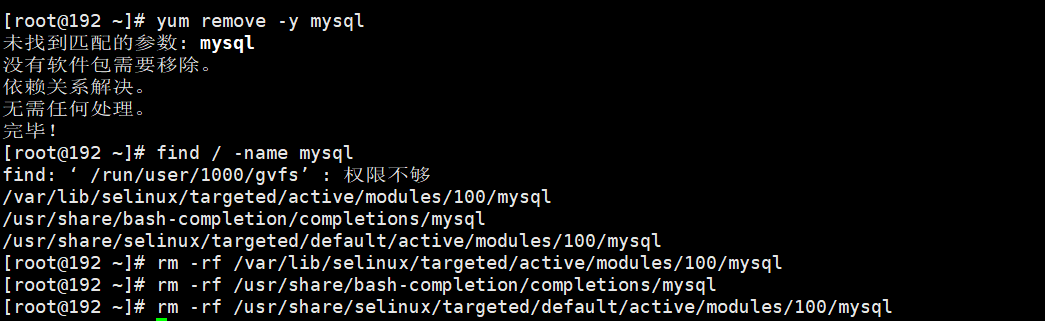 [root@192 ~]# yum remove -y mysql
未找到匹配的参数: mysql
没有软件包需要移除。
依赖关系解决。
无需任何处理。
完毕！
[root@192 ~]# find / -name mysql
find: ‘ /run/user/1000/gvfs’ : 权限不够
/var/lib/selinux/targeted/active/modules/100/mysql
/usr/share/bash-completion/completions/mysql
/usr/share/selinux/targeted/default/active/modules/100/mysql
[root@192 ~]# rm -rf /var/lib/selinux/targeted/active/modules/100/mysql
[root@192 ~]# rm -rf /usr/share/bash-completion/completions/mysql
[root@192 ~]# rm -rf /usr/share/selinux/targeted/default/active/modules/100/mysql